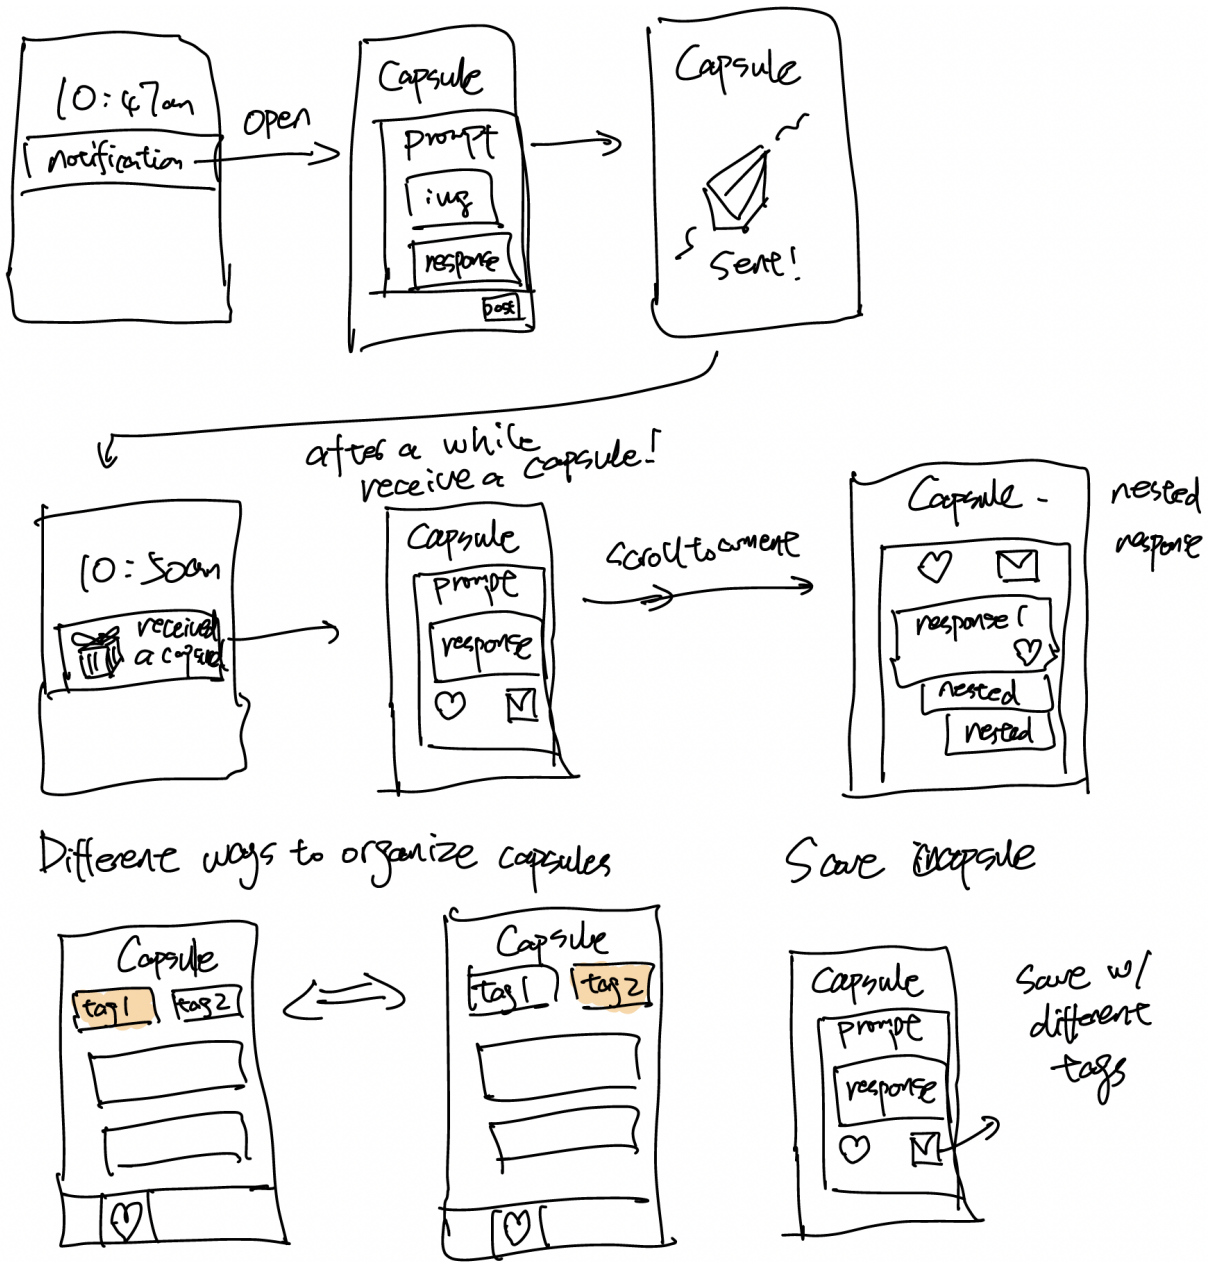 10:47am
notification
open
Capsule
prompt
img
response
post
Capsule
Sent!
after a while
receive a capsule!
10:50am
received
a capsule
Capsule
prompt
response
scroll to comment
Capsule
response 1
nested
nested
nested
response
Different ways to organize capsules
Capsule
tag1 tag2
Capsule
tag1 tag2
Save
Capsule
prompt
response
save w/
different
tags